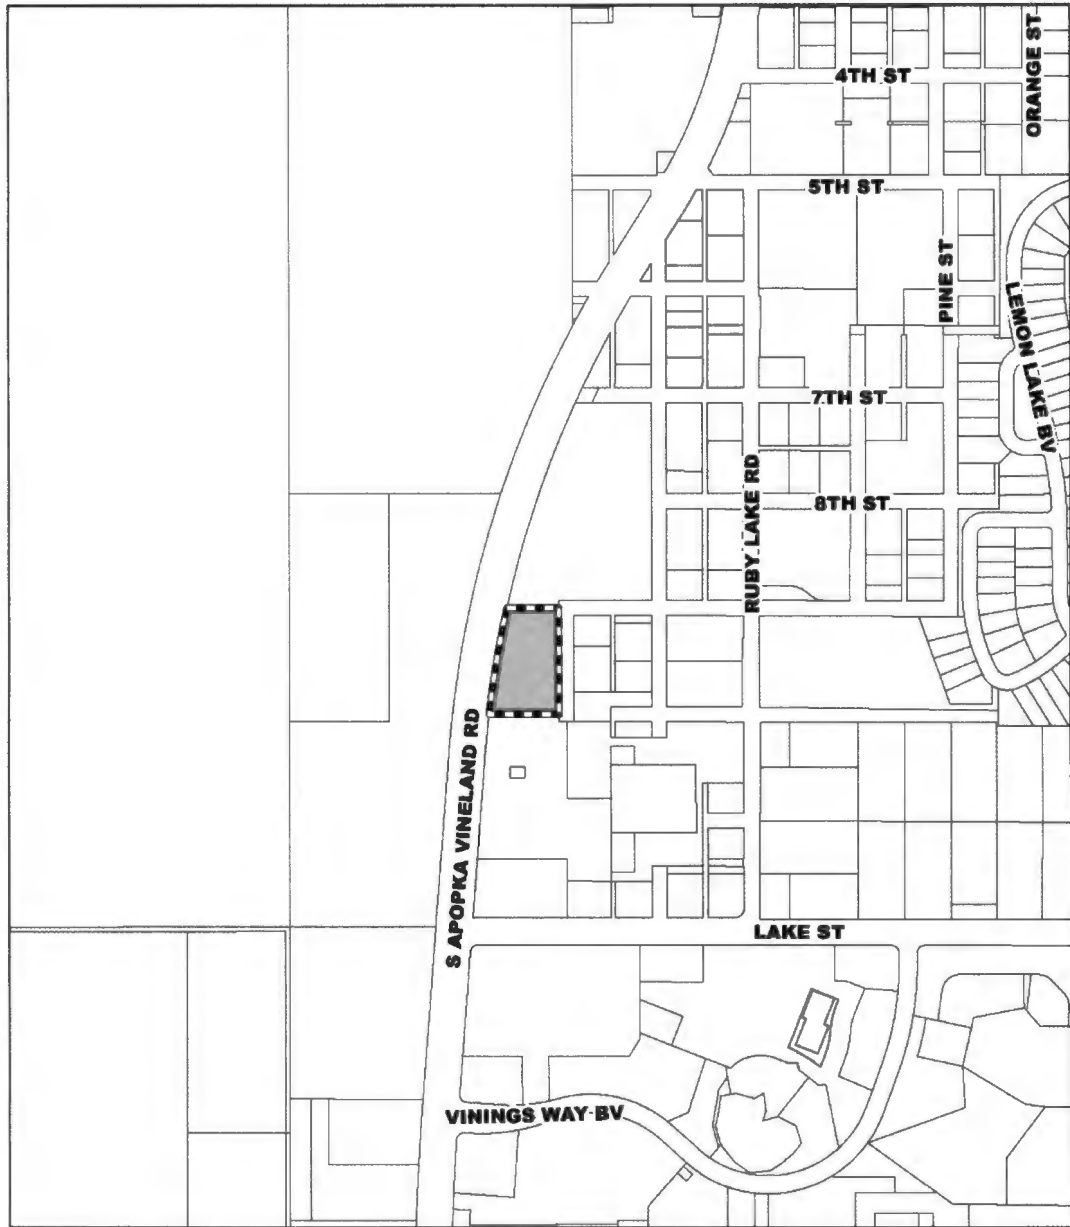 4TH ST
ORANGE ST
5TH ST
PINE ST
LEMON LAKE BV
7TH ST
RUBY LAKE RD
8TH ST
S APOPKA VINELAND RD
LAKE ST
VININGS WAY BV